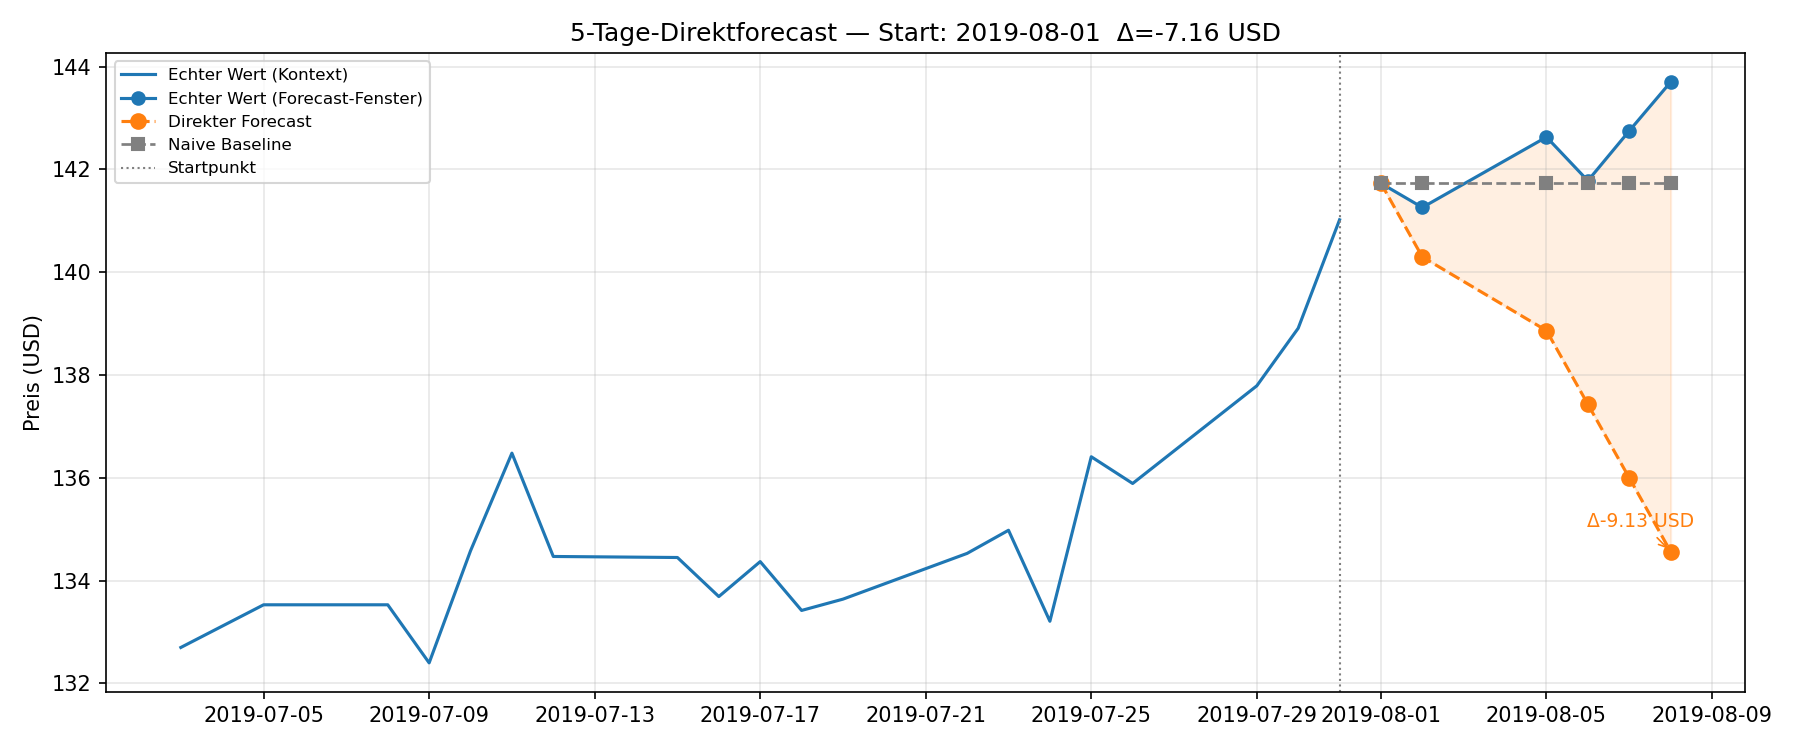 5-Tage-Direktforecast — Start: 2019-08-01  Δ=-7.16 USD
Echter Wert (Kontext)
Echter Wert (Forecast-Fenster)
Direkter Forecast
Naive Baseline
Startpunkt
Preis (USD)
144
142
140
138
136
134
132
Δ-9.13 USD
2019-07-05 2019-07-09 2019-07-13 2019-07-17 2019-07-21 2019-07-25 2019-07-29 2019-08-01 2019-08-05 2019-08-09